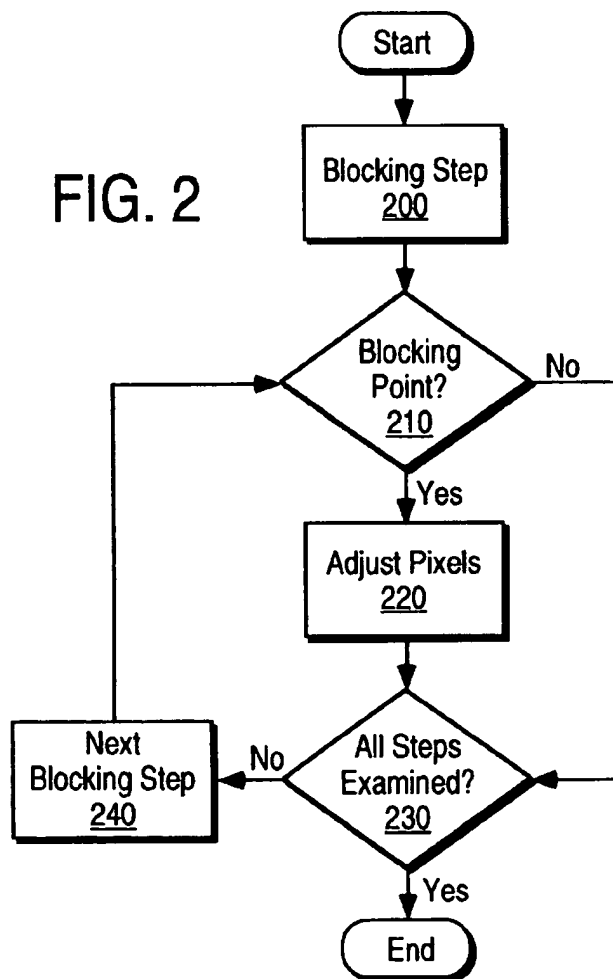 Start
Blocking Step
200
FIG. 2
Blocking
Point?
210
No
Yes
Adjust Pixels
220
All Steps
Examined?
230
No
Next
Blocking Step
240
Yes
End